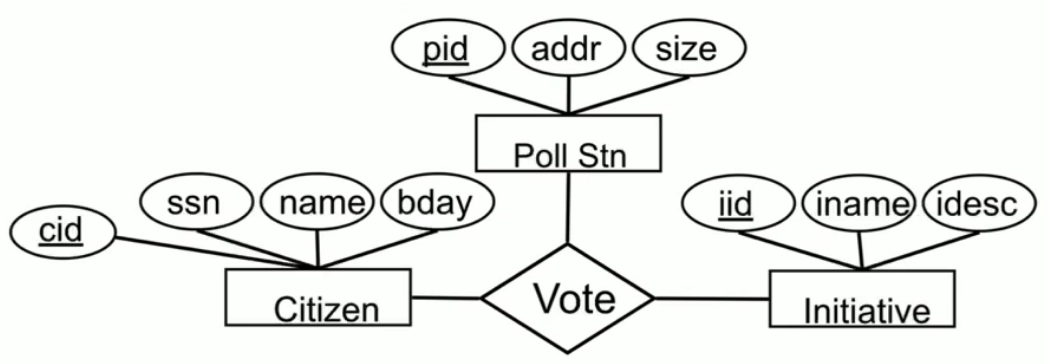 pid addr size
Poll Stn
ssn name bday
iid iname idesc
cid
Citizen
Vote
Initiative